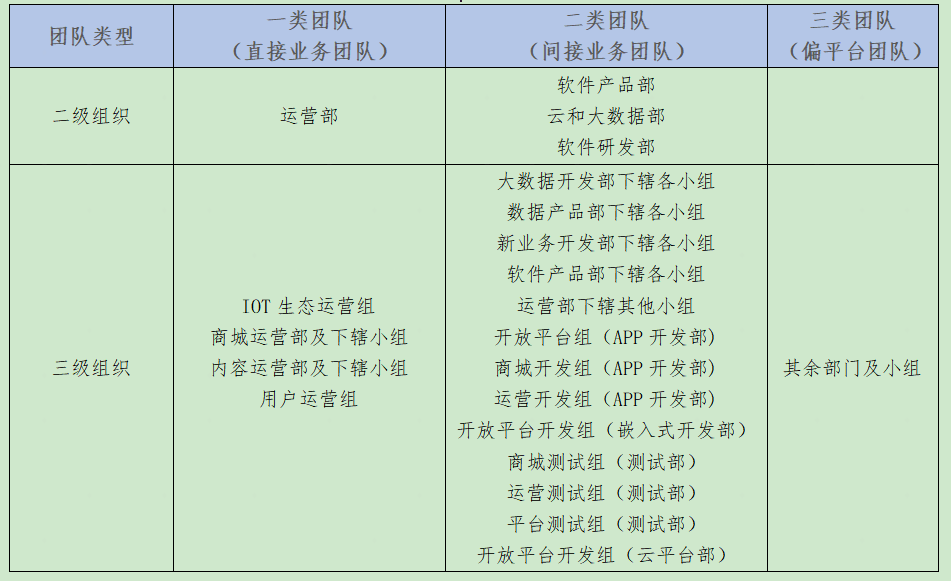 团队类型
一类团队
（直接业务团队）
二类团队
（间接业务团队）
三类团队
（偏平台团队）
二级组织
运营部
软件产品部
云和大数据部
软件研发部
三级组织
IOT 生态运营组
商城运营部及下辖小组
内容运营部及下辖小组
用户运营组
大数据开发部下辖各小组
数据产品部下辖各小组
新业务开发部下辖各小组
软件产品部下辖各小组
运营部下辖其他小组
开放平台组（APP 开发部)
商城开发组（APP 开发部)
运营开发组（APP 开发部)
开放平台开发组（嵌入式开发部）
商城测试组（测试部）
运营测试组（测试部）
平台测试组（测试部）
开放平台开发组（云平台部）
其余部门及小组